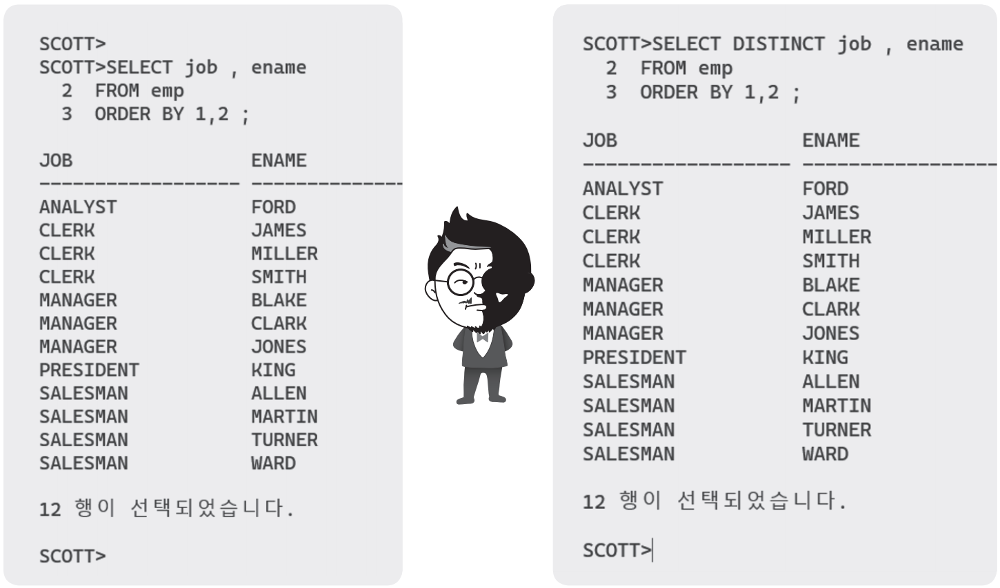 SCOTT>
SCOTT>SELECT job , ename
  2  FROM emp
  3  ORDER BY 1,2 ;
JOB                ENAME
------------------ --------------
ANALYST            FORD
CLERK              JAMES
CLERK              MILLER
CLERK              SMITH
MANAGER            BLAKE
MANAGER            CLARK
MANAGER            JONES
PRESIDENT          KING
SALESMAN           ALLEN
SALESMAN           MARTIN
SALESMAN           TURNER
SALESMAN           WARD
12 행이 선택되었습니다.
SCOTT>
SCOTT>SELECT DISTINCT job , ename
  2  FROM emp
  3  ORDER BY 1,2 ;
JOB                ENAME
------------------ -----------------
ANALYST            FORD
CLERK              JAMES
CLERK              MILLER
CLERK              SMITH
MANAGER            BLAKE
MANAGER            CLARK
MANAGER            JONES
PRESIDENT          KING
SALESMAN           ALLEN
SALESMAN           MARTIN
SALESMAN           TURNER
SALESMAN           WARD
12 행이 선택되었습니다.
SCOTT>